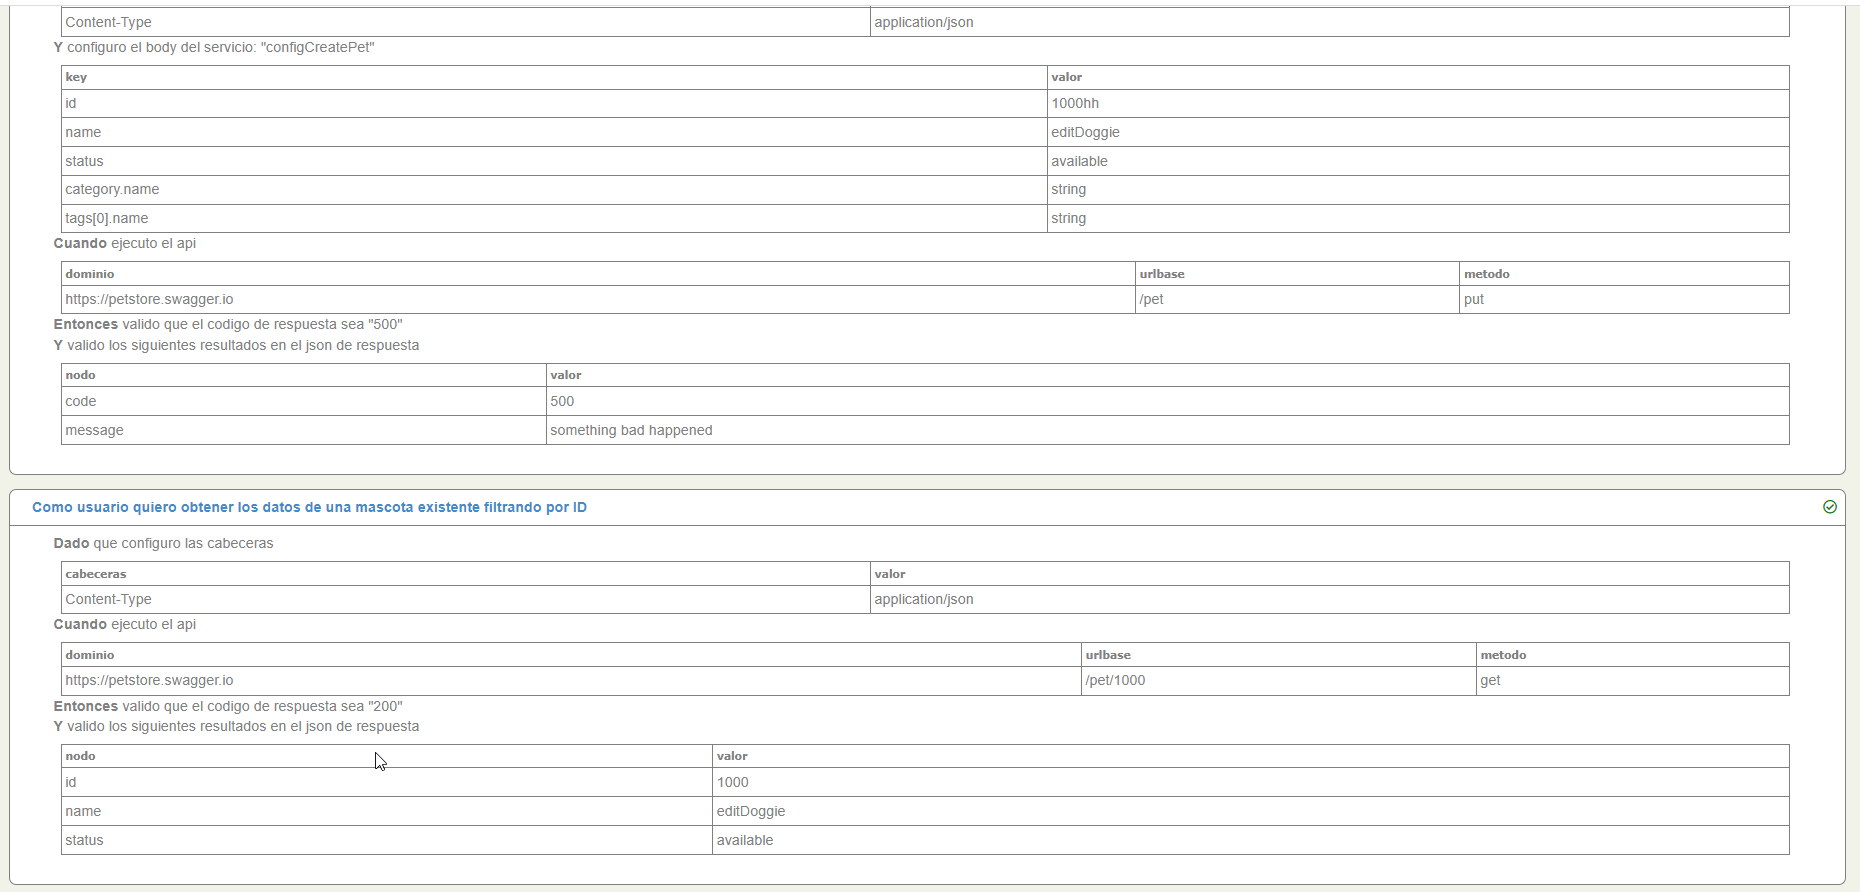 Content-Type application/json
Y configuro el body del servicio: "configCreatePet"
key valor
id 1000hh
name editDoggie
status available
category.name string
tags[0].name string
Cuando ejecuto el api
dominio urlbase metodo
https://petstore.swagger.io /pet put
Entonces valido que el codigo de respuesta sea "500"
Y valido los siguientes resultados en el json de respuesta
nodo valor
code 500
message something bad happened
Como usuario quiero obtener los datos de una mascota existente filtrando por ID
Dado que configuro las cabeceras
cabeceras valor
Content-Type application/json
Cuando ejecuto el api
dominio urlbase metodo
https://petstore.swagger.io /pet/1000 get
Entonces valido que el codigo de respuesta sea "200"
Y valido los siguientes resultados en el json de respuesta
nodo valor
id 1000
name editDoggie
status available